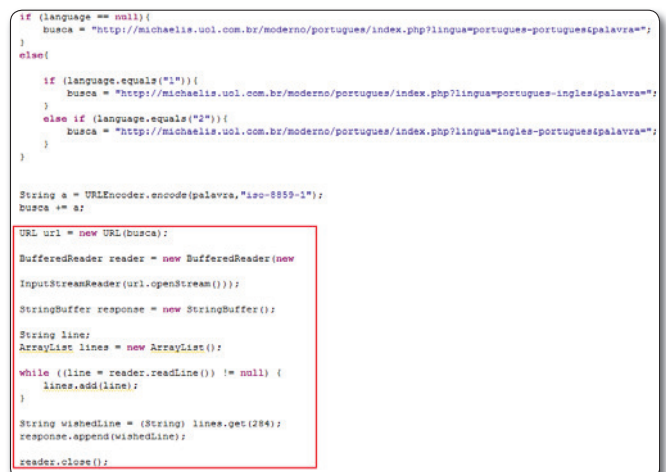 if (language == null){
busca = "http://michaelis.uol.com.br/moderno/portugues/index.php?lingua=portugues-portugues&palavra=";
}
else{
if (language.equals("1")){
busca = "http://michaelis.uol.com.br/moderno/portugues/index.php?lingua=portugues-ingles&palavra=";
}
else if (language.equals("2")){
busca = "http://michaelis.uol.com.br/moderno/portugues/index.php?lingua=ingles-portugues&palavra=";
}
}
String a = URLEncoder.encode(palavra,"iso-8859-1");
busca += a;
URL url = new URL(busca);
BufferedReader reader = new BufferedReader(new
InputStreamReader(url.openStream()));
StringBuffer response = new StringBuffer();
String line;
ArrayList lines = new ArrayList();
while ((line = reader.readLine()) != null) {
lines.add(line);
}
String wishedLine = (String) lines.get(284);
response.append(wishedLine);
reader.close();